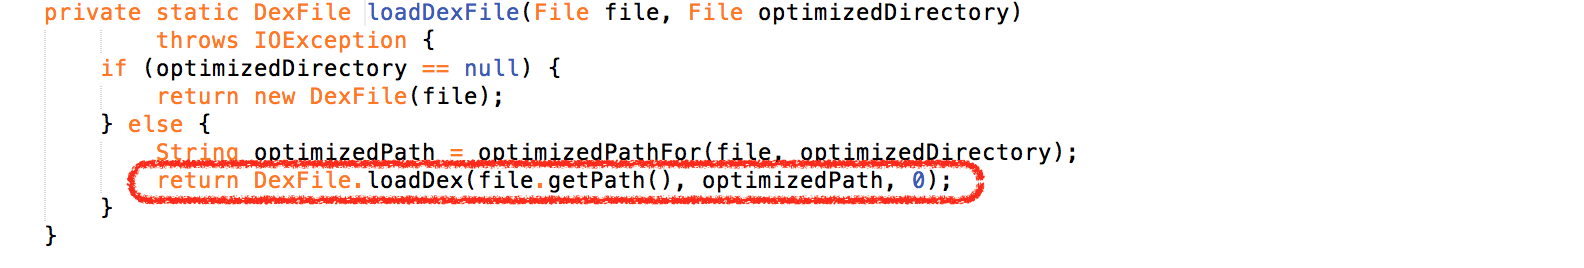 private static DexFile loadDexFile(File file, File optimizedDirectory)
throws IOException {
if (optimizedDirectory == null) {
return new DexFile(file);
} else {
String optimizedPath = optimizedPathFor(file, optimizedDirectory);
return DexFile.loadDex(file.getPath(), optimizedPath, 0);
}
}